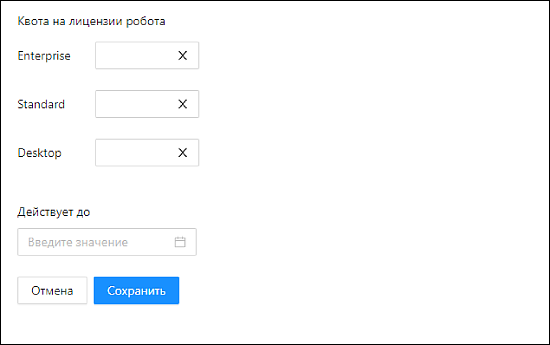 Квота на лицензии робота
Enterprise
Standard
Desktop
Действует до
Введите значение
Отмена Сохранить